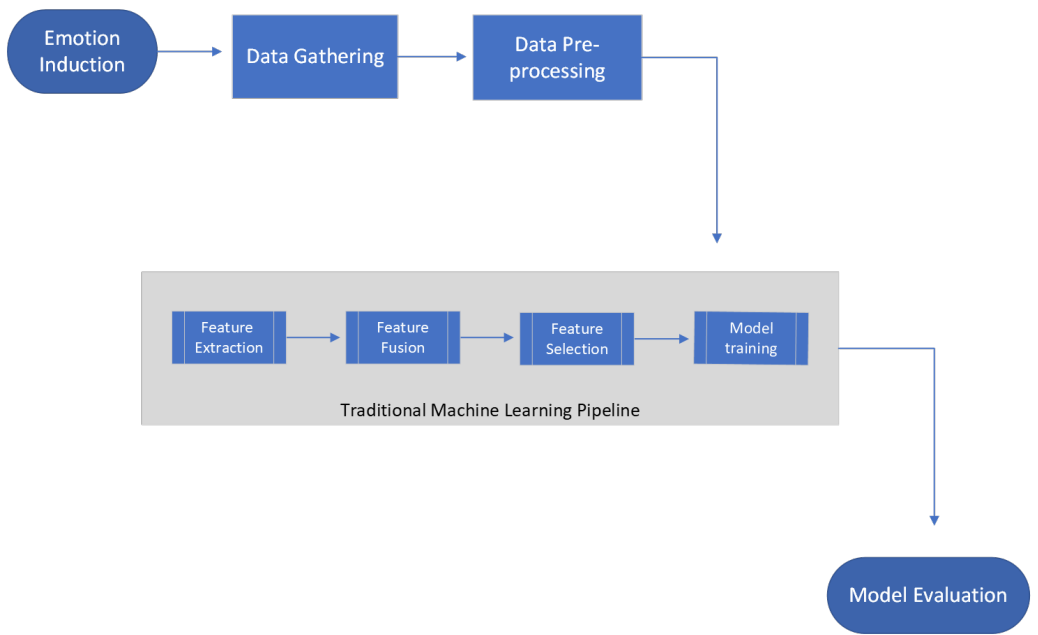 Emotion
Induction
Data Gathering
Data Pre-
processing
Feature
Extraction
Feature
Fusion
Feature
Selection
Model
training
Traditional Machine Learning Pipeline
Model Evaluation